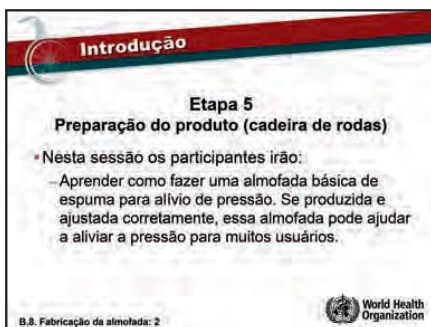 Introdução
Etapa 5
Preparação do produto (cadeira de rodas)
▪Nesta sessão os participantes irão:
–Aprender como fazer uma almofada básica de
espuma para alívio de pressão. Se produzida e
ajustada corretamente, essa almofada pode ajudar
a aliviar a pressão para muitos usuários.
B.8. Fabricação da almofada: 2
World Health
Organization